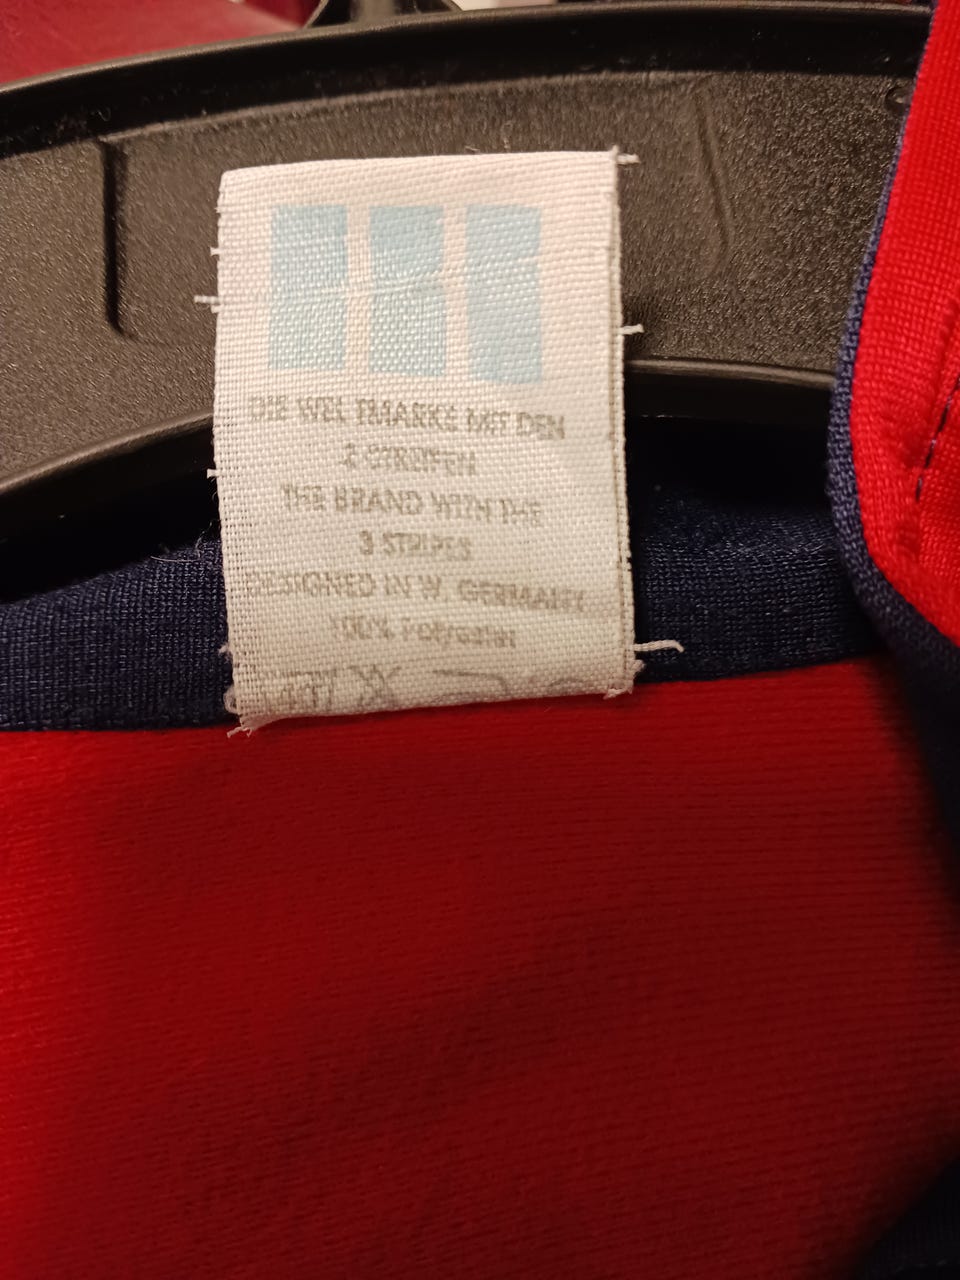 DIE WELTMARKE MIT DEN
3 STREIFEN
THE BRAND WITH THE
3 STRIPES
DESIGNED IN W. GERMANY
100% Polyester